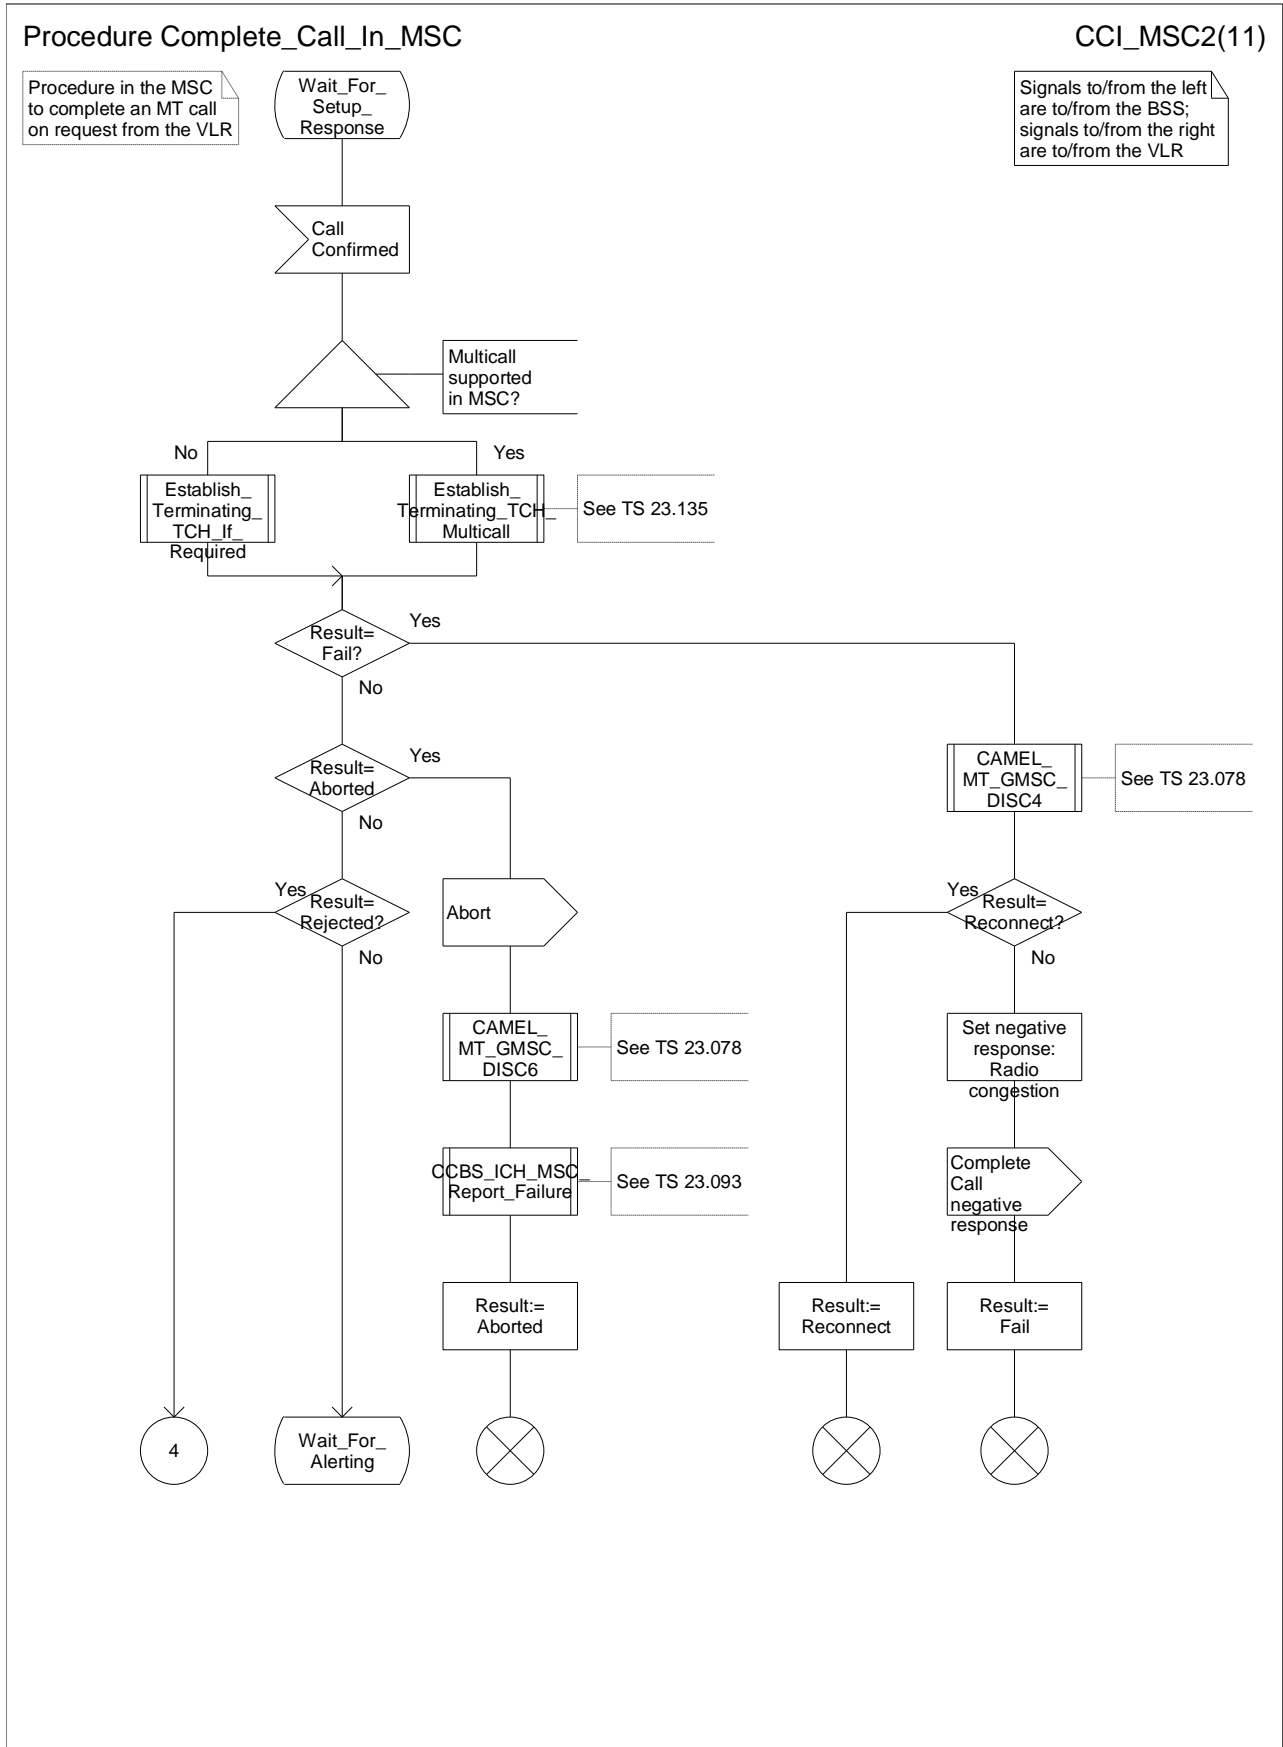 Procedure Complete_Call_In_MSC
CCI_MSC2(11)
Procedure in the MSC
to complete an MT call
on request from the VLR
Wait_For_
Setup_
Response
Signals to/from the left
are to/from the BSS;
signals to/from the right
are to/from the VLR
Call
Confirmed
Multicall
supported
in MSC?
No
Yes
Establish_
Terminating_
TCH_If_
Required
Establish_
Terminating_TCH_
Multicall
See TS 23.135
Result=
Fail?
Yes
No
Result=
Aborted
Yes
No
CAMEL_
MT_GMSC_
DISC4
See TS 23.078
Yes
Result=
Rejected?
No
Abort
Yes
Result=
Reconnect?
No
CAMEL_
MT_GMSC_
DISC6
See TS 23.078
Set negative
response:
Radio
congestion
CCBS_ICH_MSC_
Report_Failure
See TS 23.093
Complete
Call
negative
response
Result:=
Aborted
Result:=
Reconnect
Result:=
Fail
4
Wait_For_
Alerting